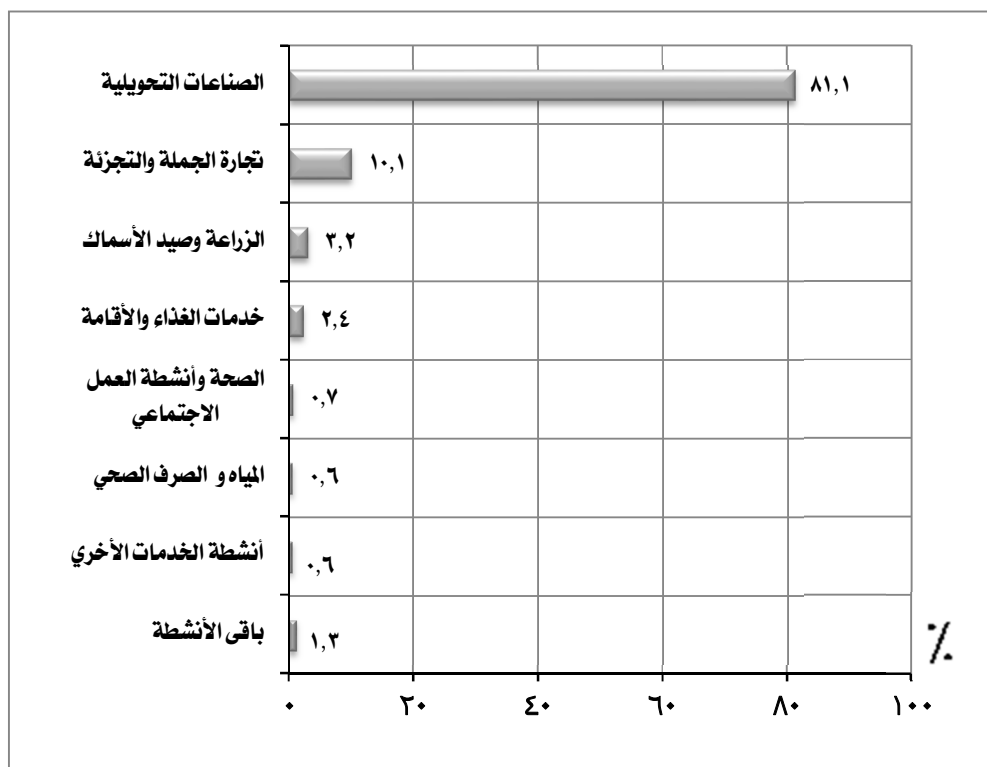 الصناعات التحويلية
٨١,١
تجارة الجملة والتجزئة
١٠,١
الزراعة وصيد الأسماك
٣,٢
خدمات الغذاء والأقامة
٢,٤
الصحة وأنشطة العمل
الاجتماعي
٠,٧
المياه و الصرف الصحي
٠,٦
أنشطة الخدمات الأخري
٠,٦
باقى الأنشطة
١,٣
٪
٠ ٢٠ ٤٠ ٦٠ ٨٠ ١٠٠